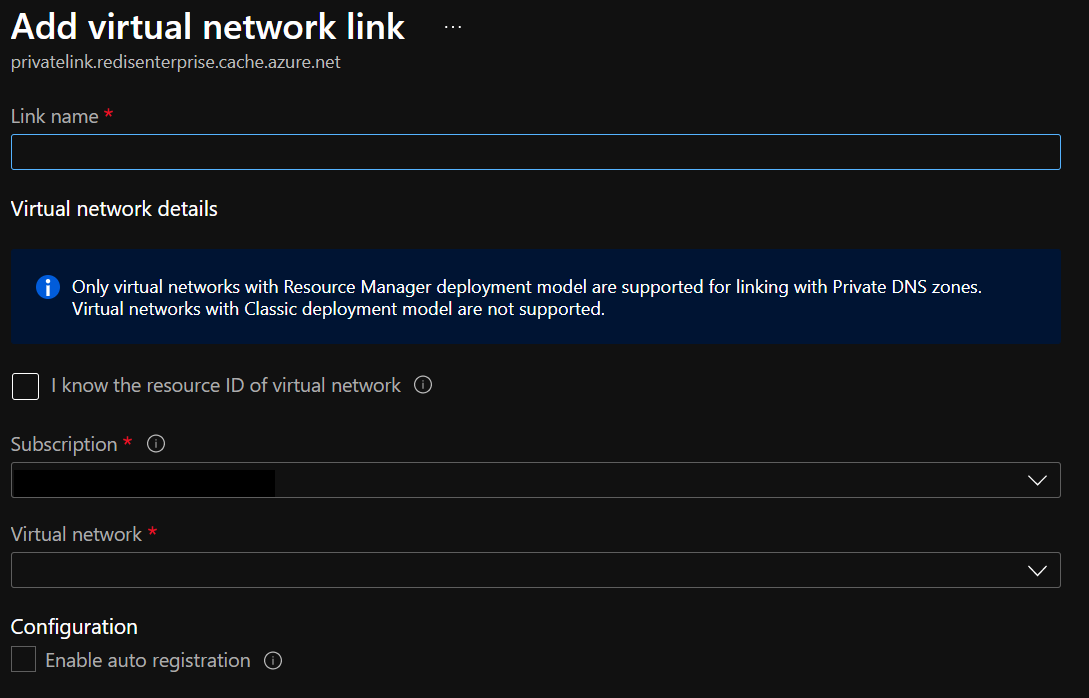 Add virtual network link ...
privatelink.redisenterprise.cache.azure.net
Link name *
Virtual network details
Only virtual networks with Resource Manager deployment model are supported for linking with Private DNS zones.
Virtual networks with Classic deployment model are not supported.
I know the resource ID of virtual network
Subscription *
Virtual network *
Configuration
Enable auto registration